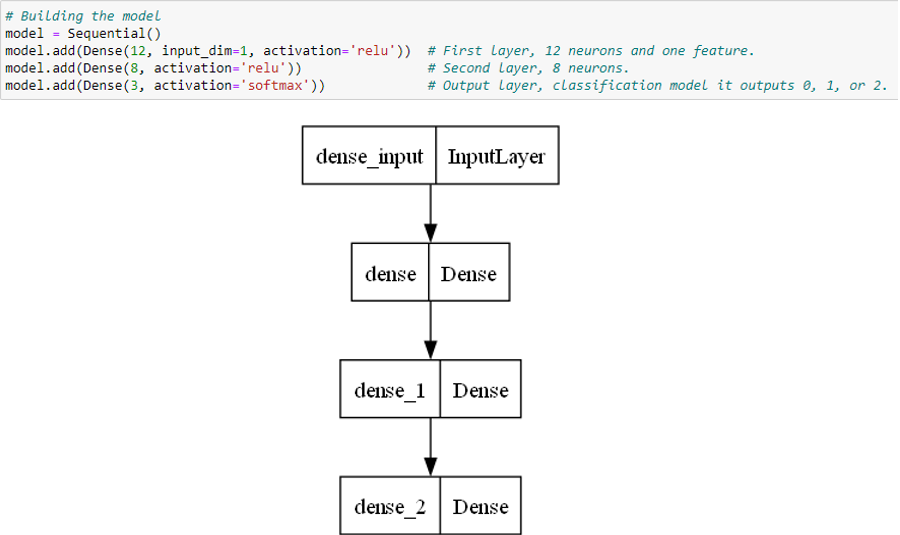 # Building the model
model = Sequential()
model.add(Dense(12, input_dim=1, activation='relu'))  # First layer, 12 neurons and one feature.
model.add(Dense(8, activation='relu'))                # Second layer, 8 neurons.
model.add(Dense(3, activation='softmax'))             # Output layer, classification model it outputs 0, 1, or 2.
dense_input InputLayer
dense Dense
dense_1 Dense
dense_2 Dense